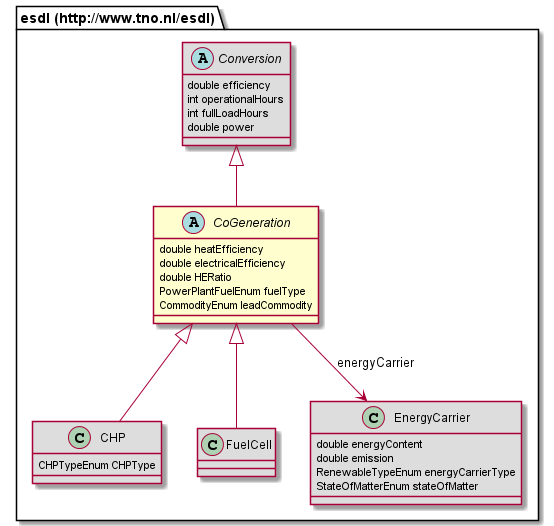 esdl (http://www.tno.nl/esdl)
A Conversion
double efficiency
int operationalHours
int fullLoadHours
double power
A CoGeneration
double heatEfficiency
double electricalEfficiency
double HERatio
PowerPlantFuelEnum fuelType
CommodityEnum leadCommodity
energyCarrier
C CHP
CHPTypeEnum CHPType
C FuelCell
C EnergyCarrier
double energyContent
double emission
RenewableTypeEnum energyCarrierType
StateOfMatterEnum stateOfMatter